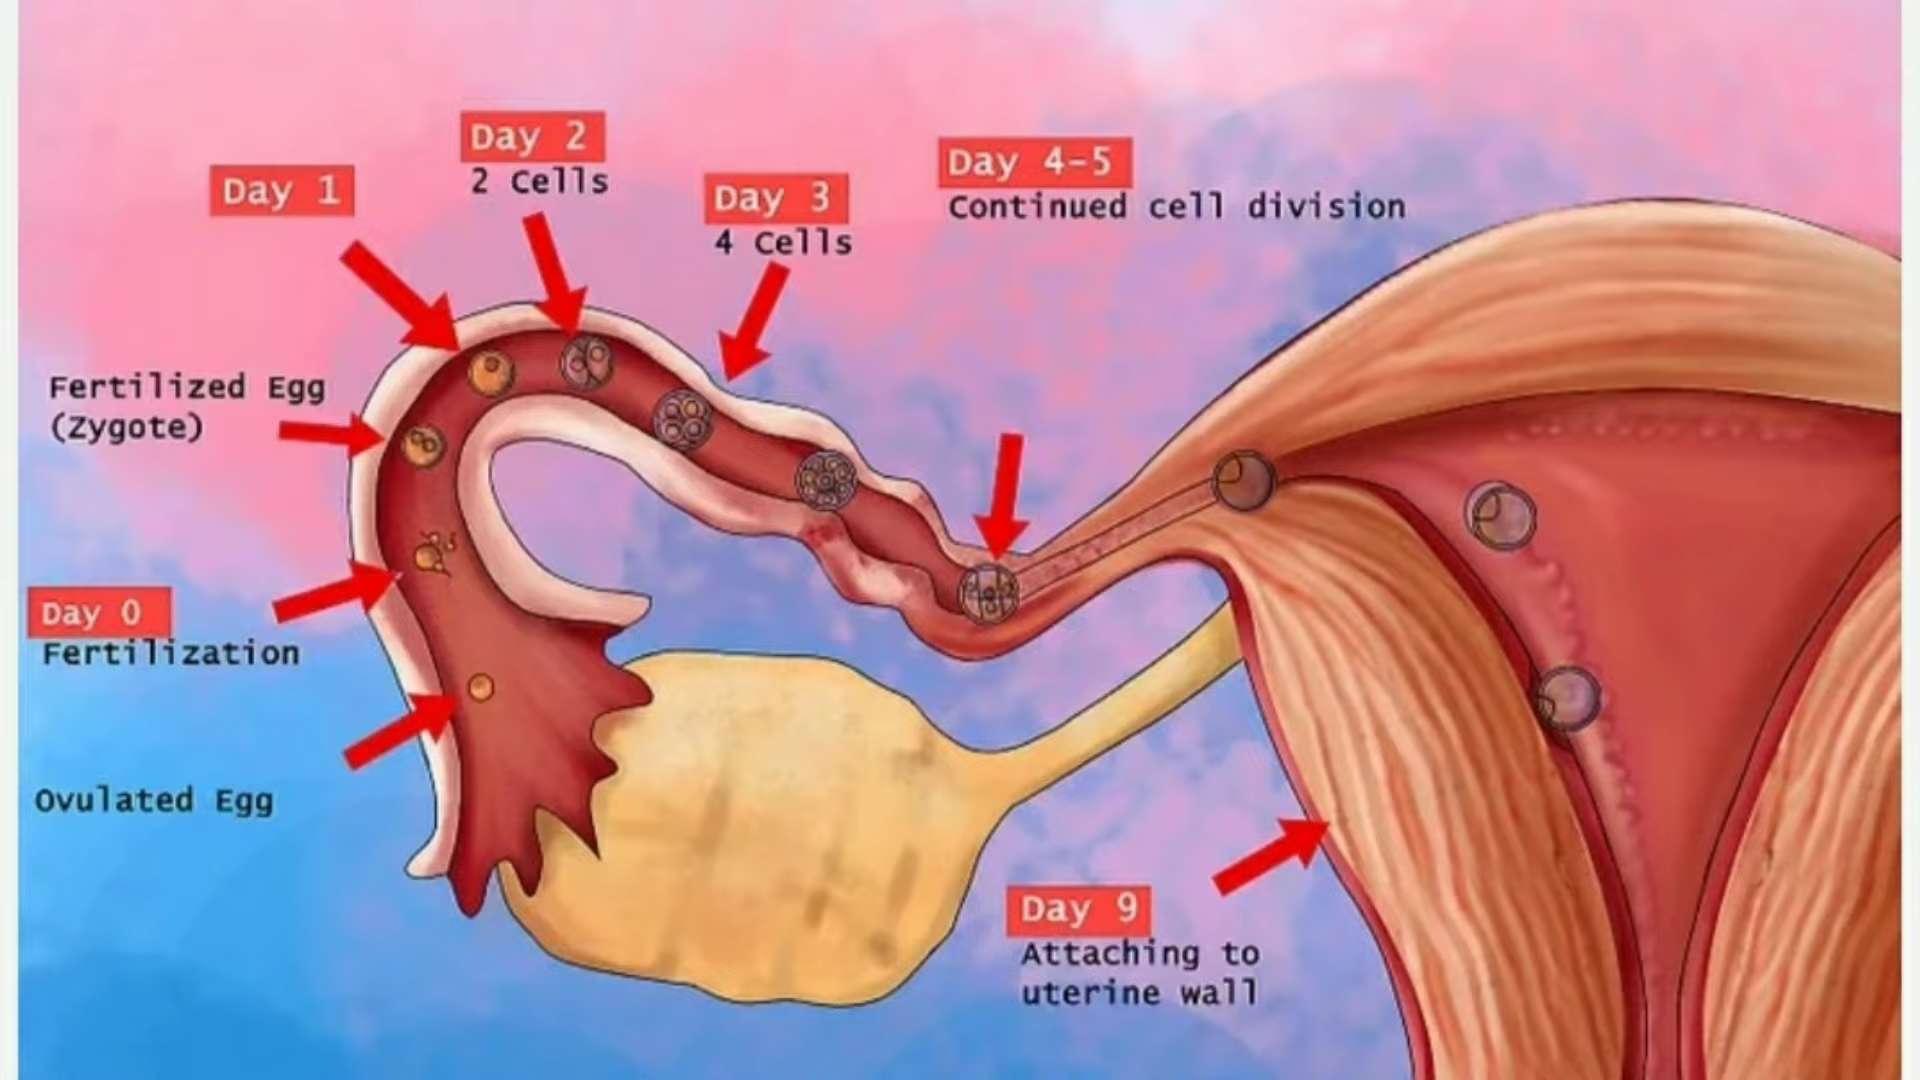 Day 1
Day 2
2 Cells
Day 3
4 Cells
Day 4-5
Continued cell division
Fertilized Egg
(Zygote)
Day 0
Fertilization
Ovulated Egg
Day 9
Attaching to
uterine wall